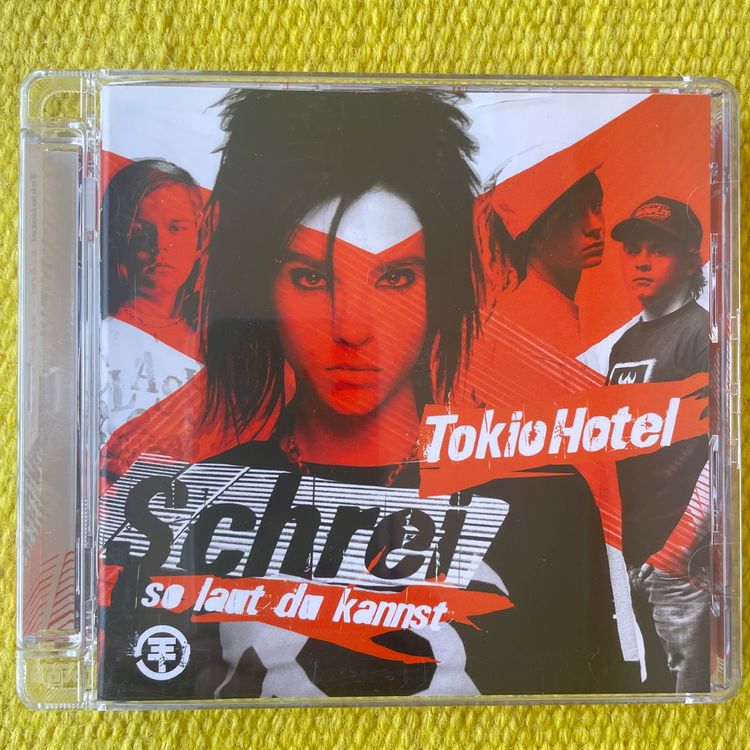 Tokio Hotel
Schrei
so laut du kannst